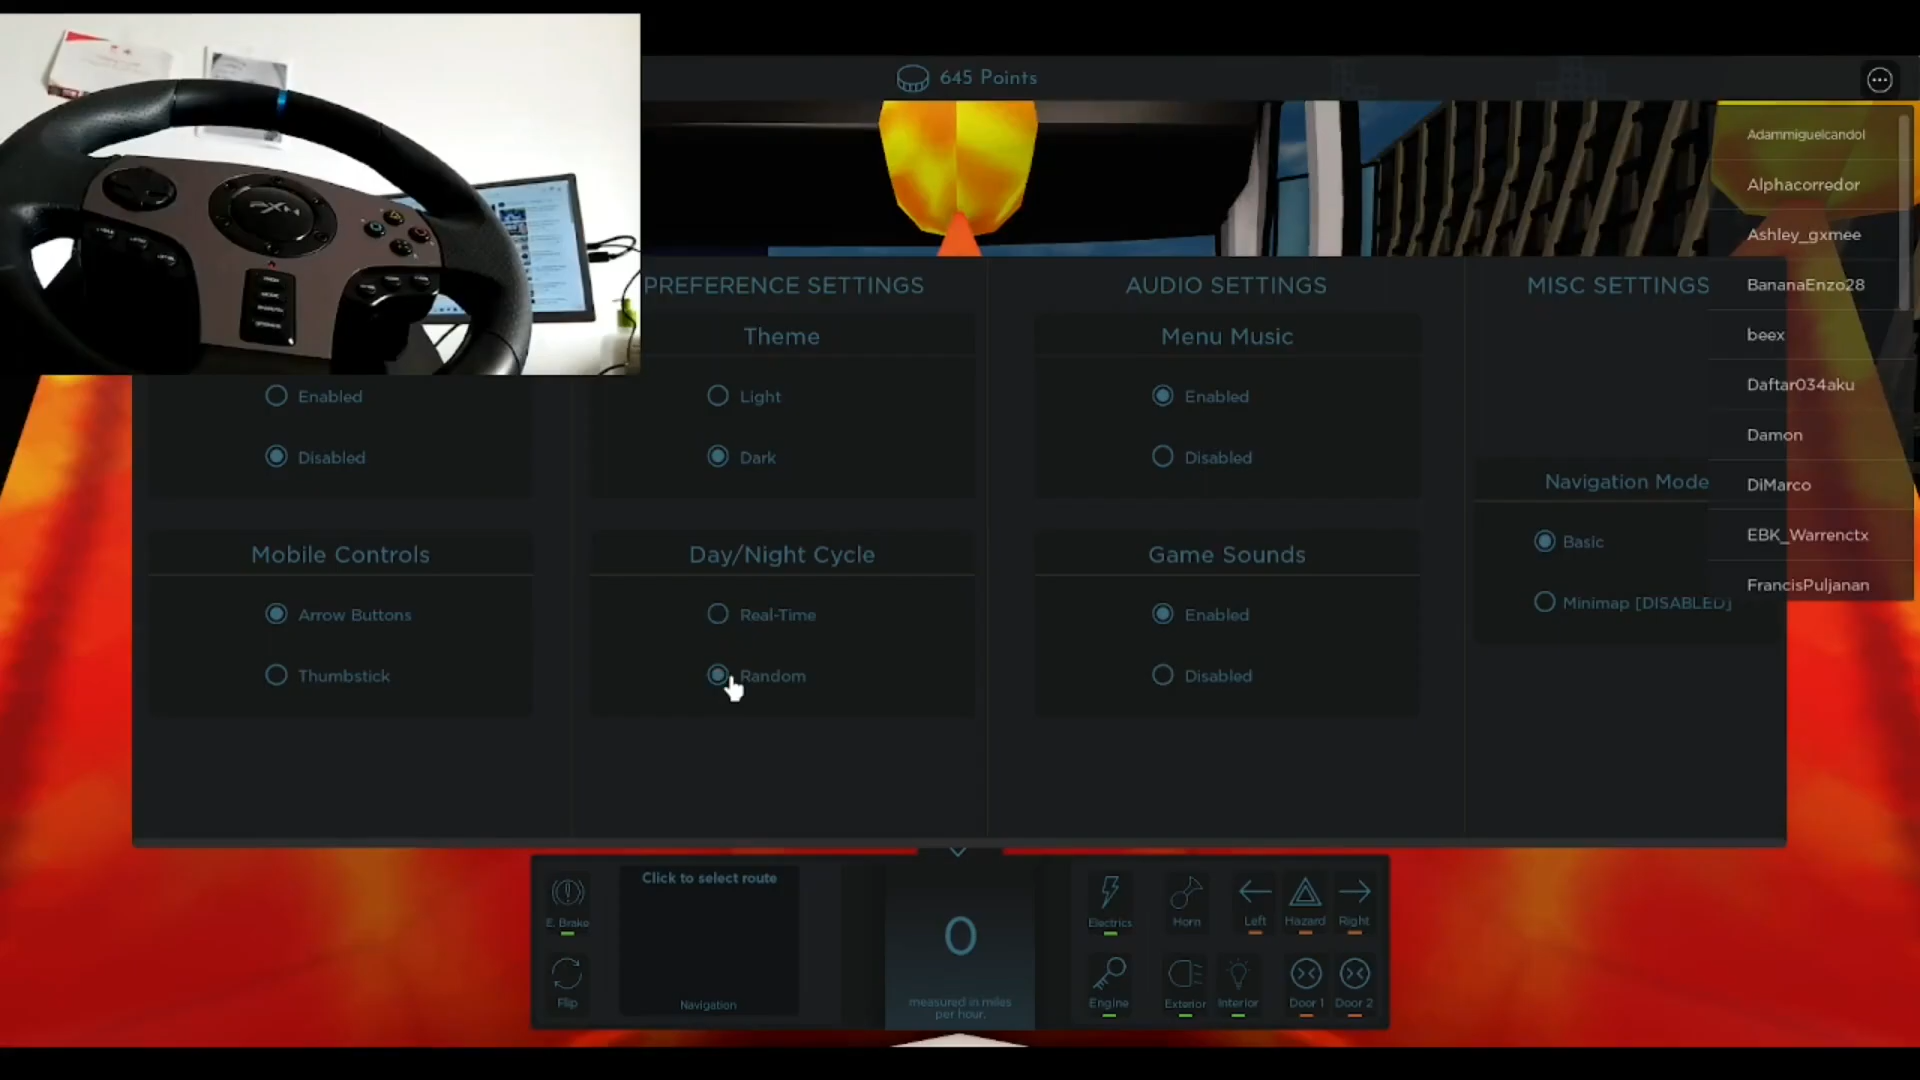 PXN
645 Points
PREFERENCE SETTINGS
AUDIO SETTINGS
MISC SETTINGS
Enabled
Disabled
Theme
Light
Dark
Menu Music
Enabled
Disabled
Mobile Controls
Arrow Buttons
Thumbstick
Day/Night Cycle
Real-Time
Random
Game Sounds
Enabled
Disabled
Navigation Mode
Basic
Minimap [DISABLED]
Adammiguelcandol
Alphacorredor
Ashley_gxmee
BananaEnzo28
beex
Daftar034aku
Damon
DiMarco
EBK_Warrenctx
FrancisPuljanan
E. Brake
Flip
Click to select route
Navigation
0
measured in miles
per hour.
Electrics
Horn
Left
Hazard
Right
Engine
Exterior
Interior
Door 1
Door 2